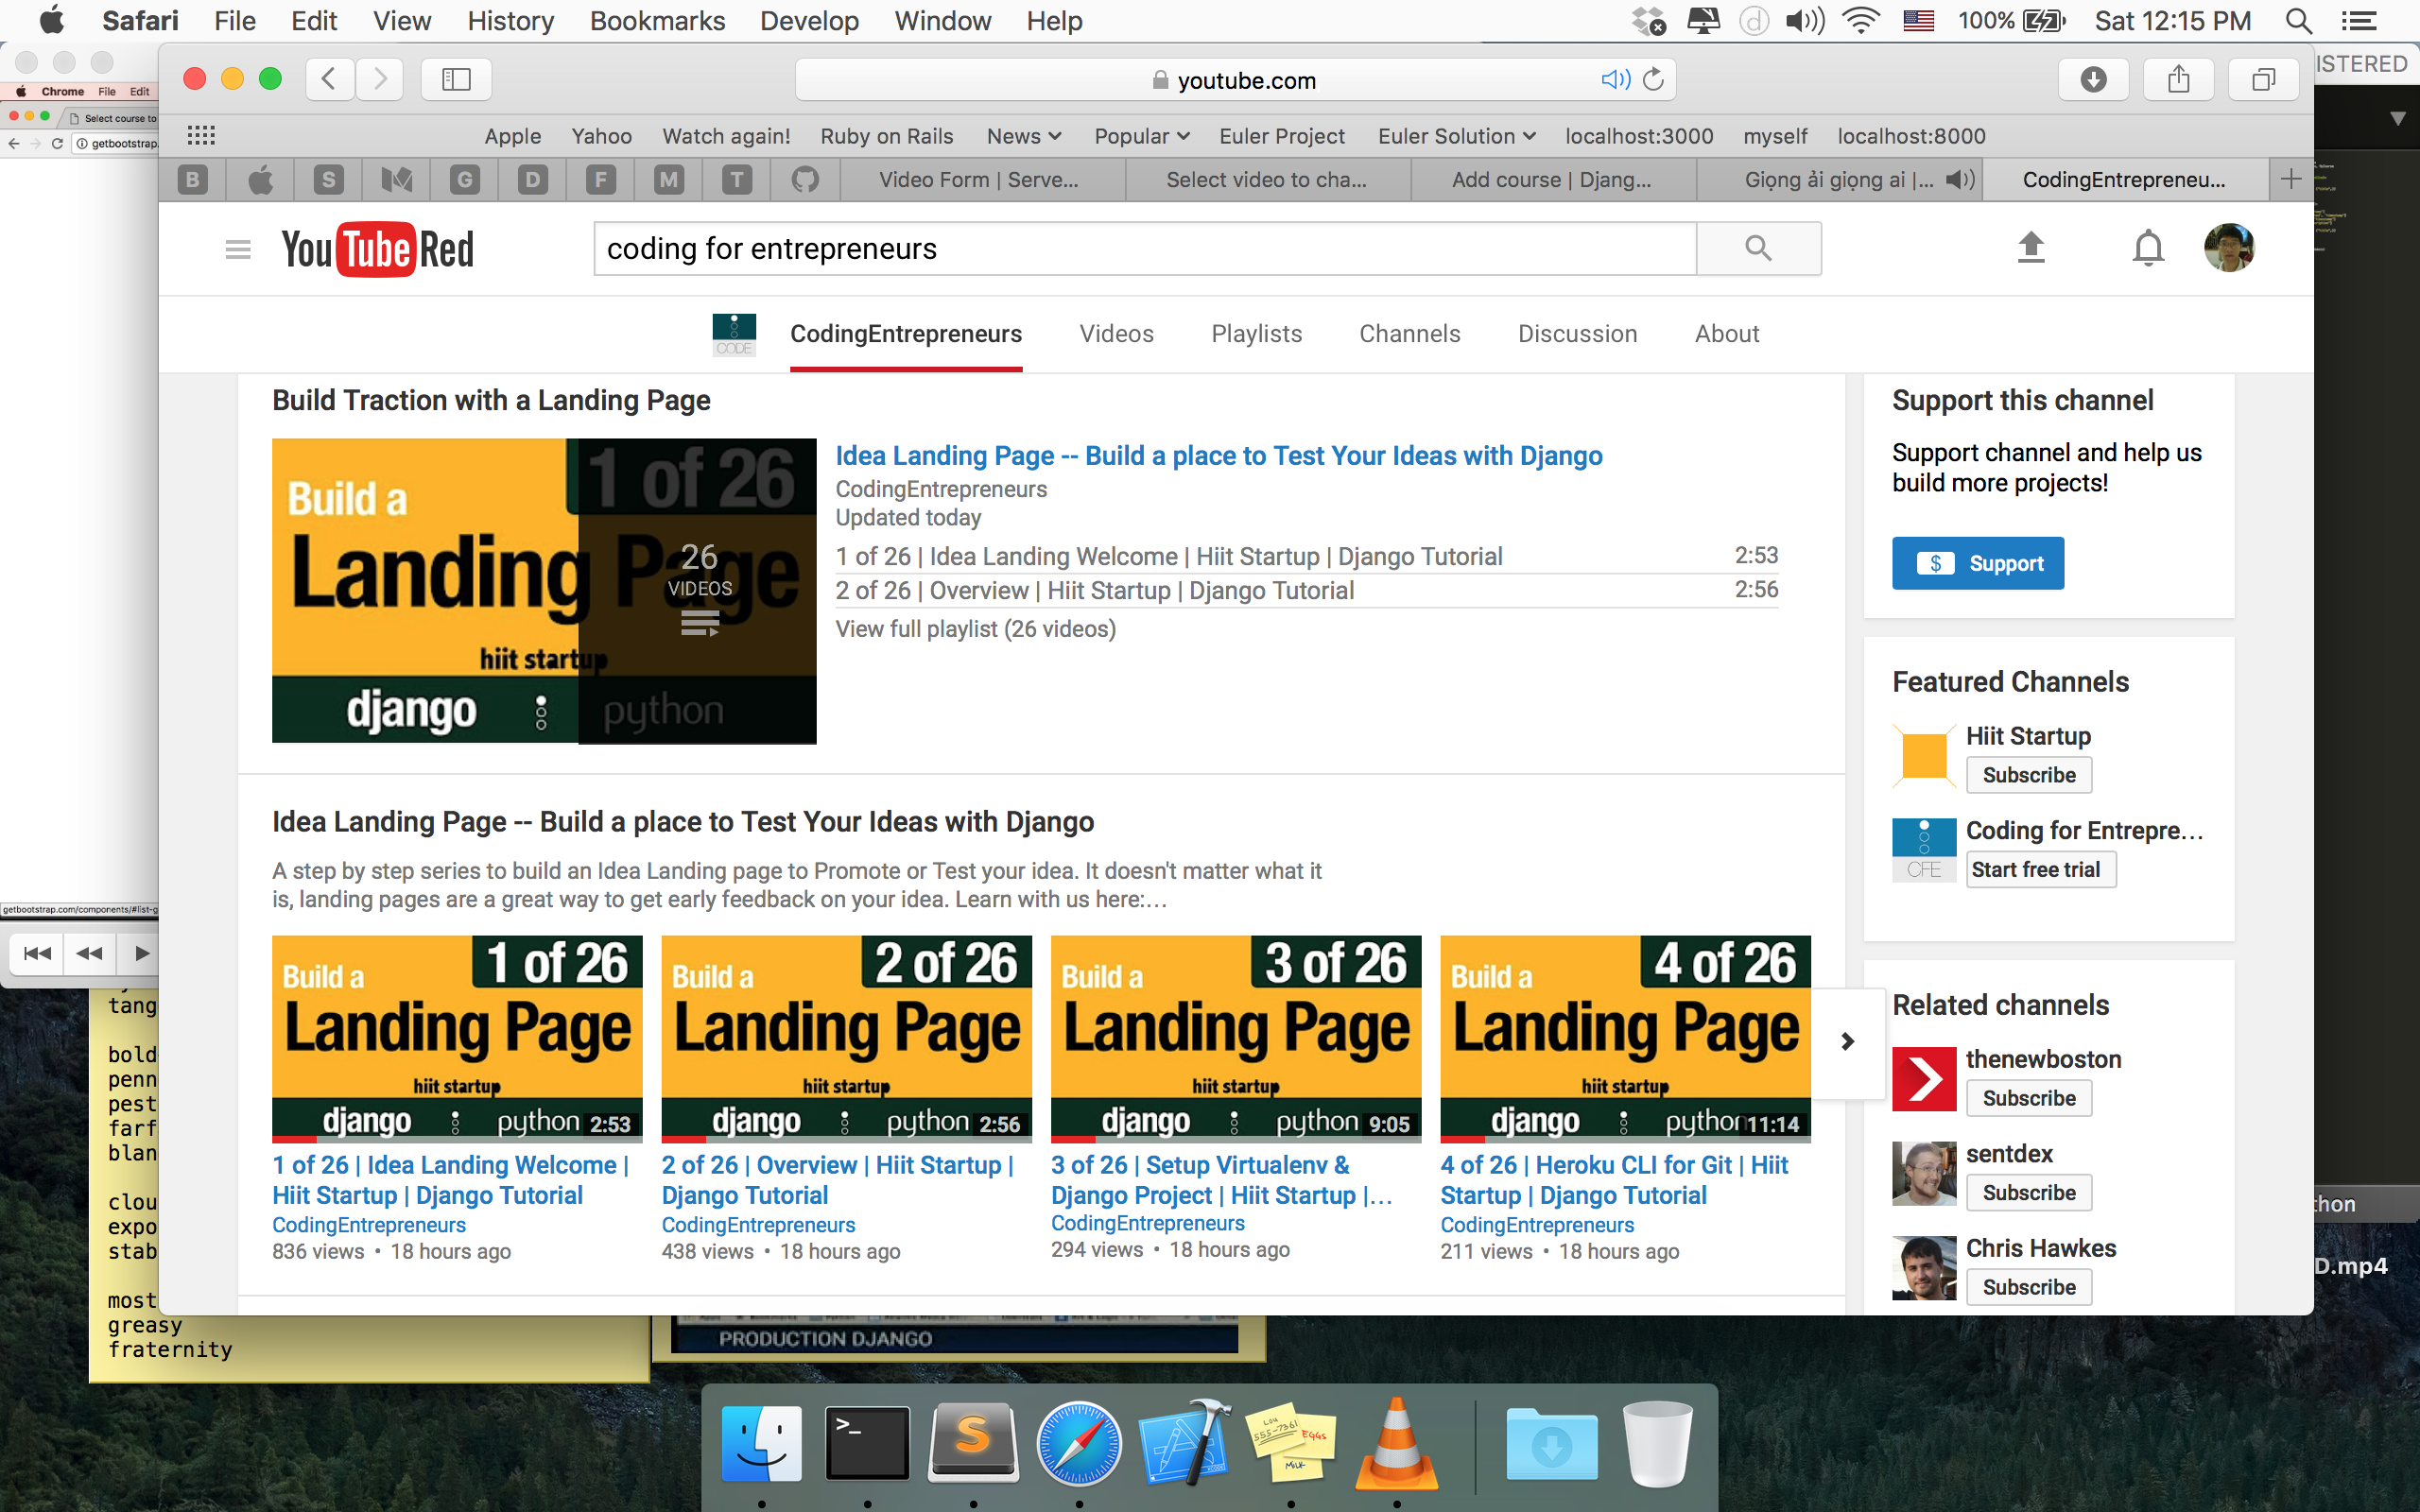 Safari File Edit View History Bookmarks Develop Window Help
100% Sat 12:15 PM
ISTERED
Chrome File Edit
Select course to
getbootstrap.
youtube.com
Apple Yahoo Watch again! Ruby on Rails News Popular Euler Project Euler Solution localhost:3000 myself localhost:8000
B S G D F M T Video Form | Serve... Select video to cha... Add course | Djang... Giọng ải giọng ai |... CodingEntrepreneu...
YouTube Red
coding for entrepreneurs
CODE
CodingEntrepreneurs Videos Playlists Channels Discussion About
Build Traction with a Landing Page
Build a
1 of 26
Landing Page
26
VIDEOS
hiit startup
django python
Idea Landing Page -- Build a place to Test Your Ideas with Django
CodingEntrepreneurs
Updated today
1 of 26 | Idea Landing Welcome | Hiit Startup | Django Tutorial 2:53
2 of 26 | Overview | Hiit Startup | Django Tutorial 2:56
View full playlist (26 videos)
Support this channel
Support channel and help us
build more projects!
$ Support
Featured Channels
Hiit Startup
Subscribe
CFE
Coding for Entrepre...
Start free trial
Idea Landing Page -- Build a place to Test Your Ideas with Django
A step by step series to build an Idea Landing page to Promote or Test your idea. It doesn't matter what it
is, landing pages are a great way to get early feedback on your idea. Learn with us here:...
1 of 26
Build a
Landing Page
hiit startup
django python 2:53
1 of 26 | Idea Landing Welcome |
Hiit Startup | Django Tutorial
CodingEntrepreneurs
836 views • 18 hours ago
2 of 26
Build a
Landing Page
hiit startup
django python 2:56
2 of 26 | Overview | Hiit Startup |
Django Tutorial
CodingEntrepreneurs
438 views • 18 hours ago
3 of 26
Build a
Landing Page
hiit startup
django python 9:05
3 of 26 | Setup Virtualenv &
Django Project | Hiit Startup |...
CodingEntrepreneurs
294 views • 18 hours ago
4 of 26
Build a
Landing Page
hiit startup
django python 11:14
4 of 26 | Heroku CLI for Git | Hiit
Startup | Django Tutorial
CodingEntrepreneurs
211 views • 18 hours ago
Related channels
thenewboston
Subscribe
sentdex
Subscribe
Chris Hawkes
Subscribe
getbootstrap.com/components/#list-g
tang
bold
penn
pest
farf
blan
clou
expo
stab
most
greasy
fraternity
PRODUCTION DJANGO
thon
D.mp4
>_
S
LOU
555-7361
EGGS
MILK